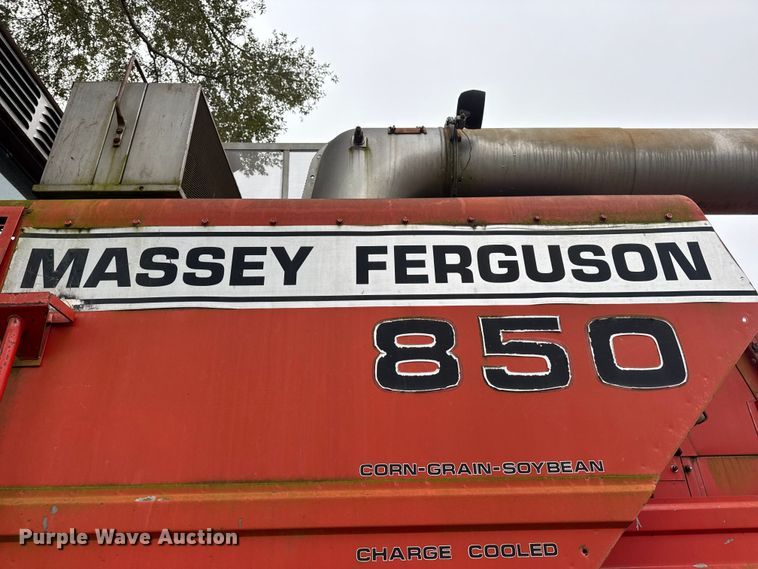 MASSEY FERGUSON
850
CORN-GRAIN-SOYBEAN
CHARGE COOLED
Purple Wave Auction